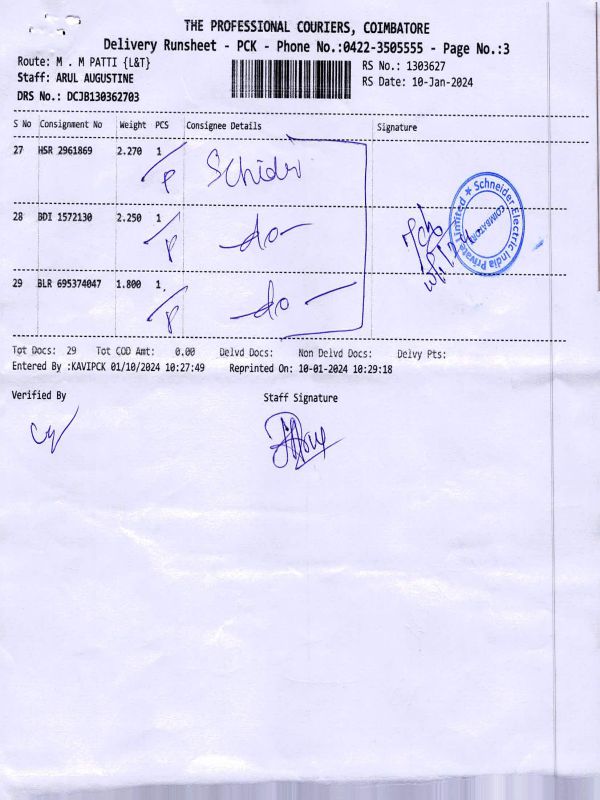 THE PROFESSIONAL COURIERS, COIMBATORE
Delivery Runsheet - PCK - Phone No.:0422-3505555 - Page No.:3
Route: M . M PATTI {L&T}
RS No.: 1303627
Staff: ARUL AUGUSTINE
RS Date: 10-Jan-2024
DRS No.: DCJB130362703
S No Consignment No Weight PCS Consignee Details Signature
27 HSR 2961869 2.270 1
P
28 BDI 1572130 2.250 1
P -do-
29 BLR 695374047 1.800 1
P -do-
Schneider Electric India Private Limited ★
COIMBATORE
Tot Docs: 29 Tot COD Amt: 0.00 Delvd Docs: Non Delvd Docs: Delvy Pts:
Entered By :KAVIPCK 01/10/2024 10:27:49 Reprinted On: 10-01-2024 10:29:18
Verified By Staff Signature